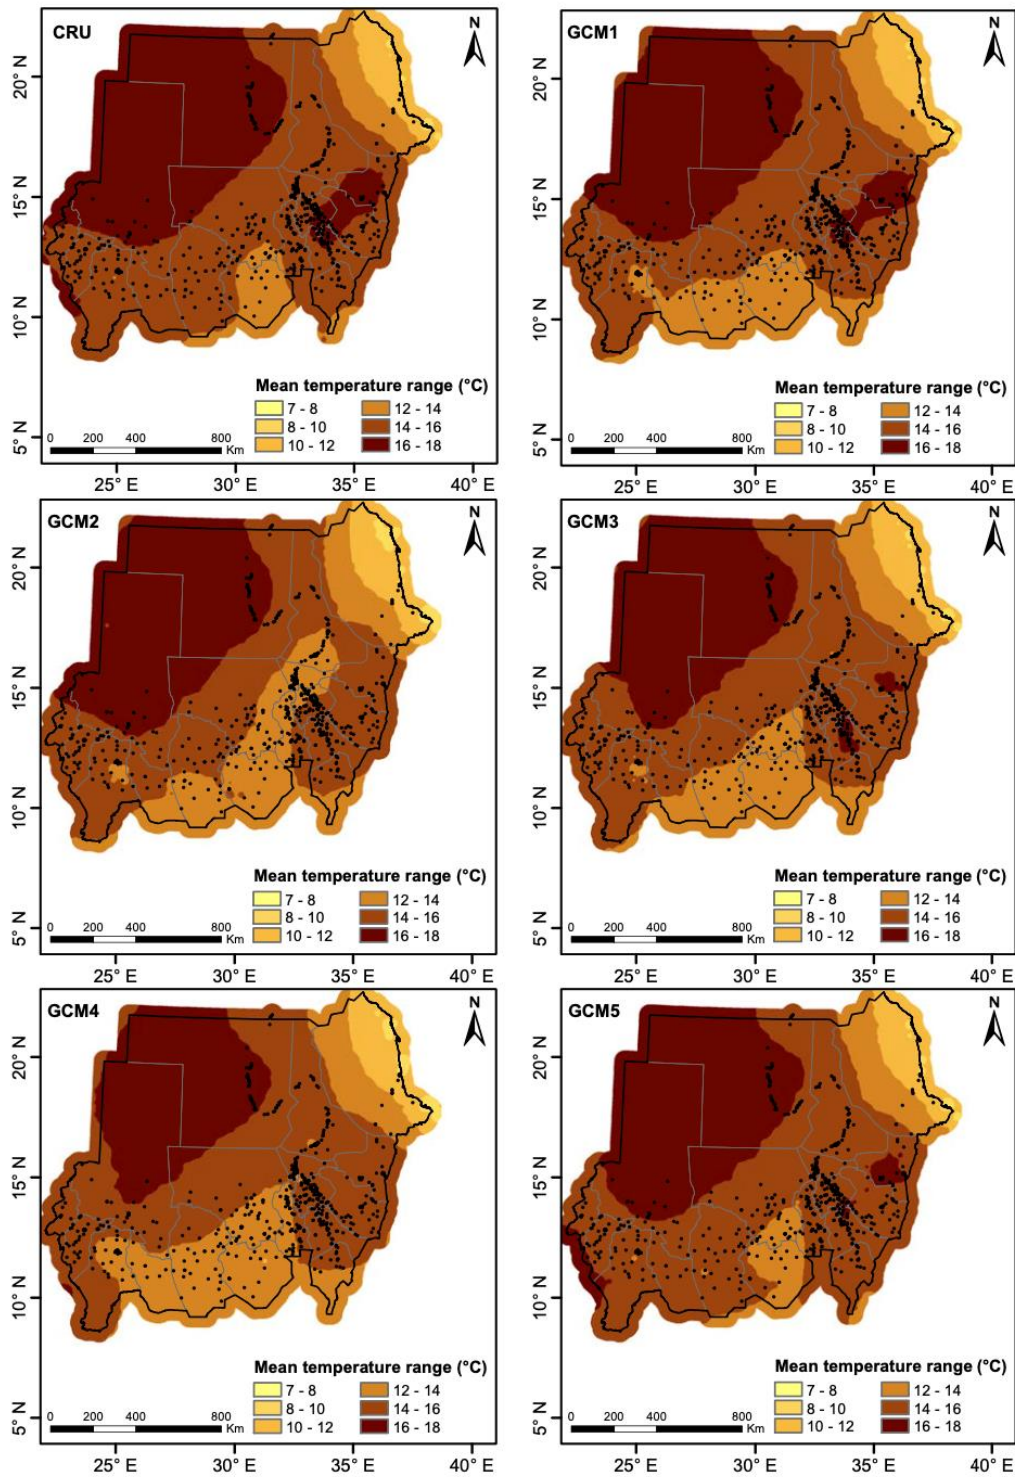 CRU
N
20° N
15° N
10° N
5° N
Mean temperature range (°C)
7 - 8
12 - 14
8 - 10
14 - 16
10 - 12
16 - 18
0 200 400 800
Km
25° E 30° E 35° E 40° E
GCM1
N
20° N
15° N
10° N
5° N
Mean temperature range (°C)
7 - 8
12 - 14
8 - 10
14 - 16
10 - 12
16 - 18
0 200 400 800
Km
25° E 30° E 35° E 40° E
GCM2
N
20° N
15° N
10° N
5° N
Mean temperature range (°C)
7 - 8
12 - 14
8 - 10
14 - 16
10 - 12
16 - 18
0 200 400 800
Km
25° E 30° E 35° E 40° E
GCM3
N
20° N
15° N
10° N
5° N
Mean temperature range (°C)
7 - 8
12 - 14
8 - 10
14 - 16
10 - 12
16 - 18
0 200 400 800
Km
25° E 30° E 35° E 40° E
GCM4
N
20° N
15° N
10° N
5° N
Mean temperature range (°C)
7 - 8
12 - 14
8 - 10
14 - 16
10 - 12
16 - 18
0 200 400 800
Km
25° E 30° E 35° E 40° E
GCM5
N
20° N
15° N
10° N
5° N
Mean temperature range (°C)
7 - 8
12 - 14
8 - 10
14 - 16
10 - 12
16 - 18
0 200 400 800
Km
25° E 30° E 35° E 40° E